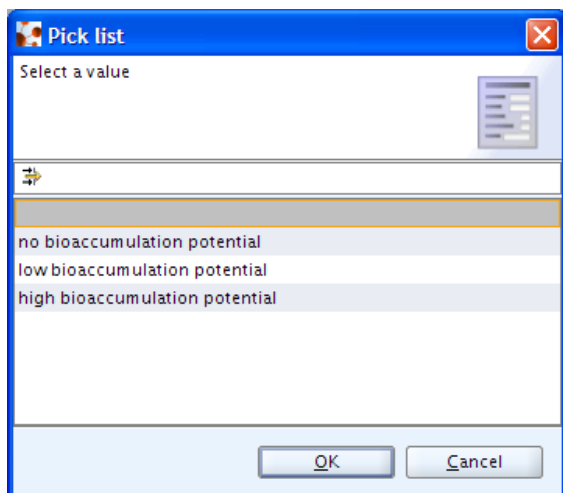 Pick list
Select a value
no bioaccumulation potential
low bioaccumulation potential
high bioaccumulation potential
OK
Cancel